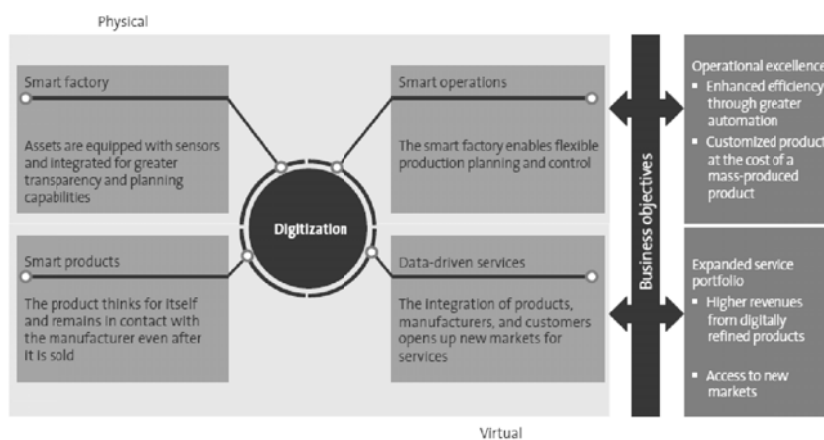 Physical
Smart factory
Assets are equipped with sensors
and integrated for greater
transparency and planning
capabilities
Smart operations
The smart factory enables flexible
production planning and control
Digitization
Smart products
The product thinks for itself
and remains in contact with
the manufacturer even after
it is sold
Data-driven services
The integration of products,
manufacturers, and customers
opens up new markets for
services
Virtual
Business objectives
Operational excellence
▪ Enhanced efficiency
through greater
automation
▪ Customized product
at the cost of a
mass-produced
product
Expanded service
portfolio
▪ Higher revenues
from digitally
refined products
▪ Access to new
markets